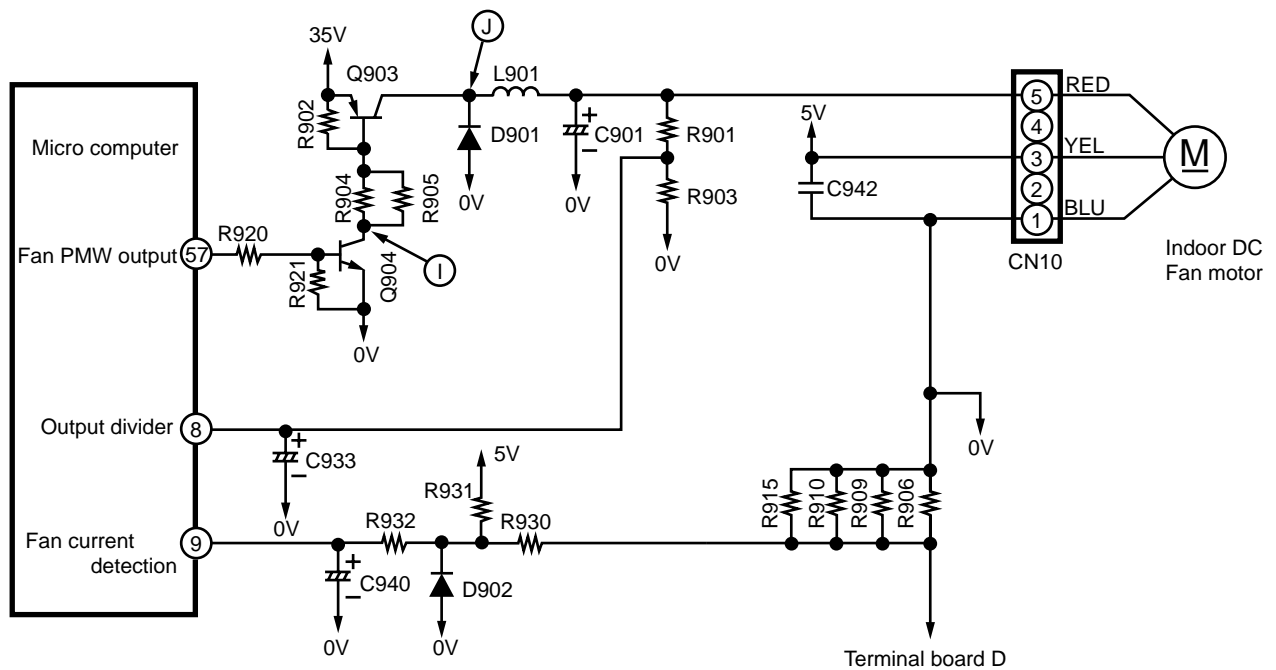 J
35V
Q903
L901
R902
D901
C901
+
−
R901
5V
5
RED
4
Micro computer
YEL
M
3
R904
R905
R903
C942
2
0V
0V
1
BLU
R920
Fan PMW output
57
R921
Q904
I
0V
CN10
Indoor DC
Fan motor
0V
Output divider
8
+
−
C933
5V
0V
R931
R915
R910
R909
R906
0V
R932
R930
Fan current
detection
9
+
−
C940
D902
0V
0V
Terminal board D